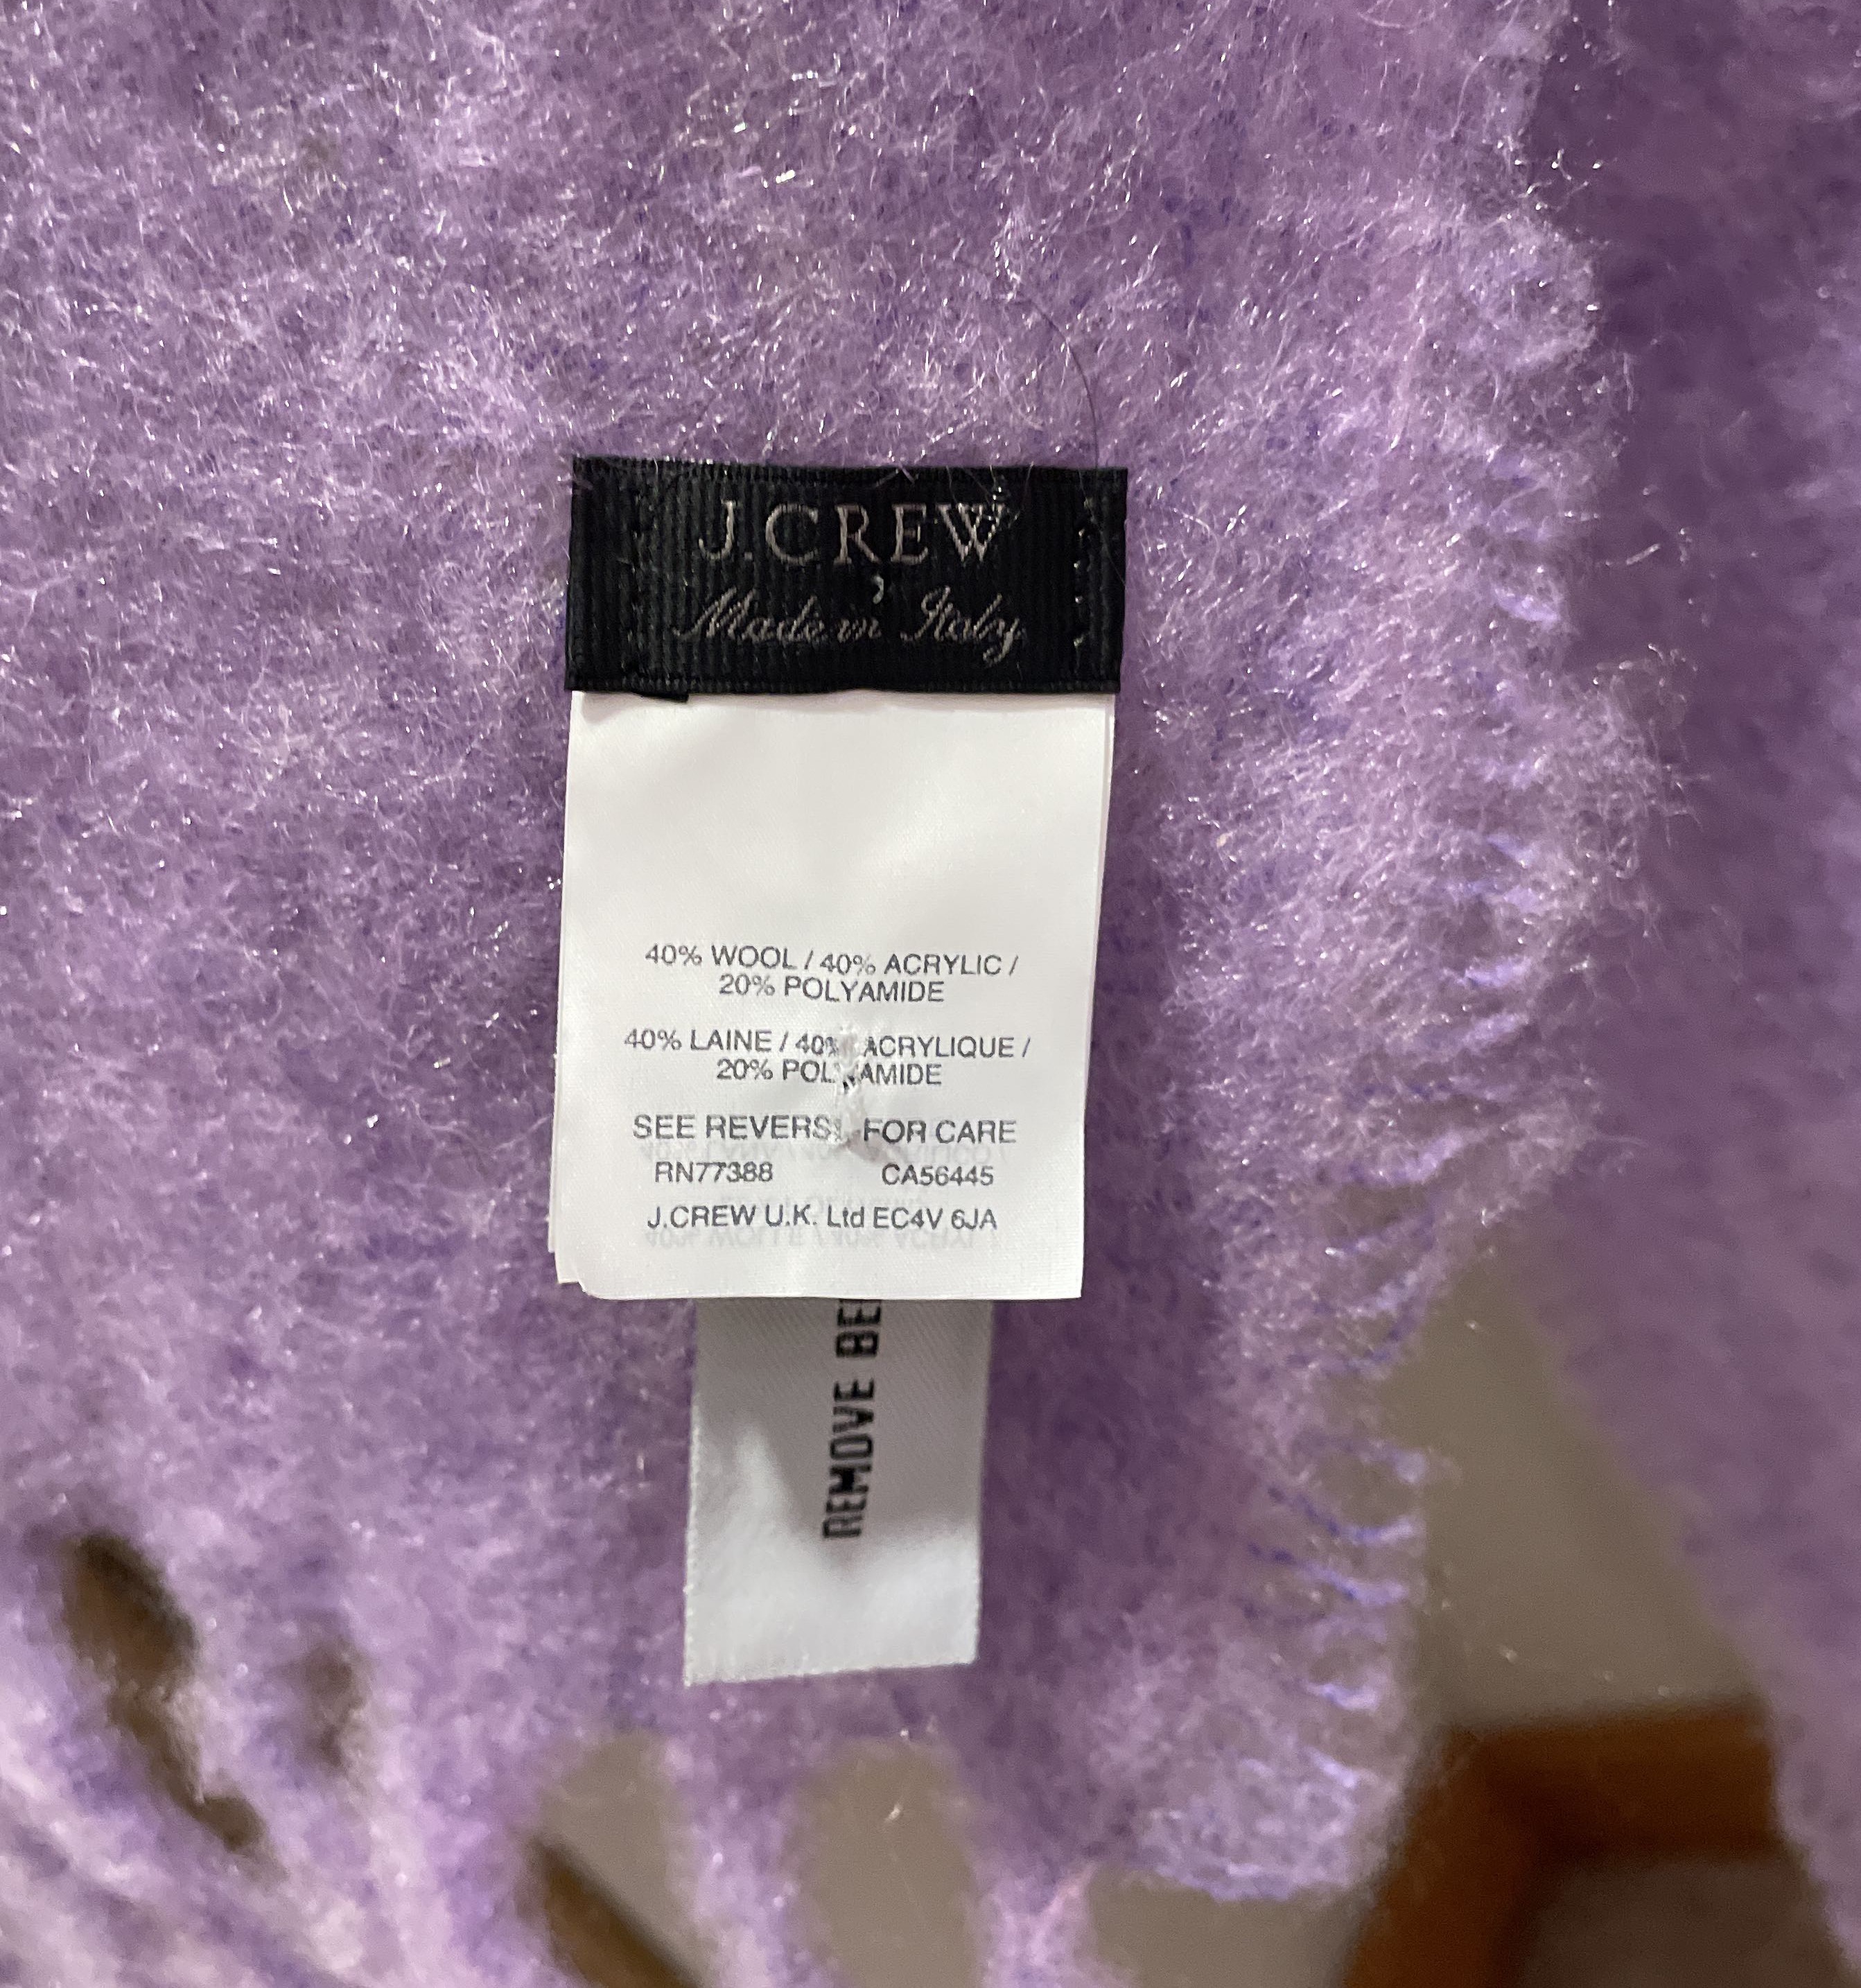 J.CREW
Made in Italy
40% WOOL / 40% ACRYLIC /
20% POLYAMIDE
40% LAINE / 40% ACRYLIQUE /
20% POLYAMIDE
SEE REVERSE FOR CARE
RN77388 CA56445
J.CREW U.K. Ltd EC4V 6JA
REMOVE